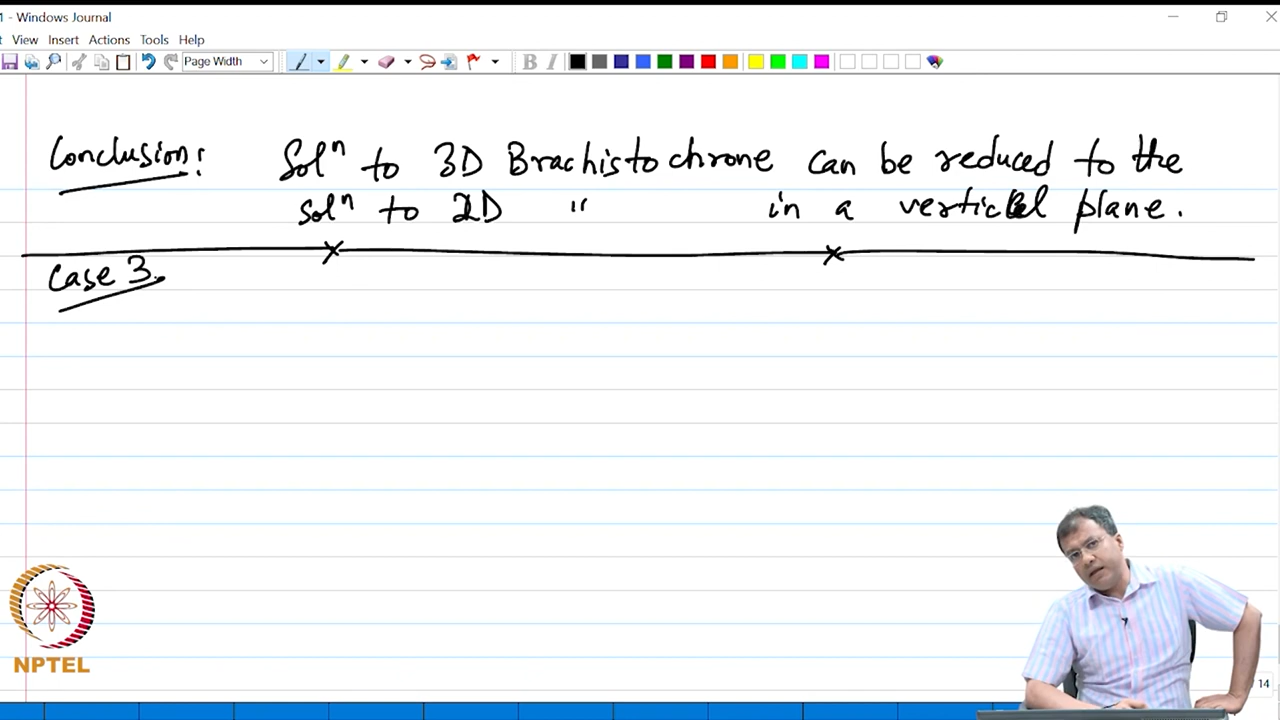 1 - Windows Journal
t View Insert Actions Tools Help
Page Width
B I
Conclusion: Solⁿ to 3D Brachistochrone can be reduced to the
solⁿ to 2D " in a vertical plane.
Case 3.
NPTEL
14